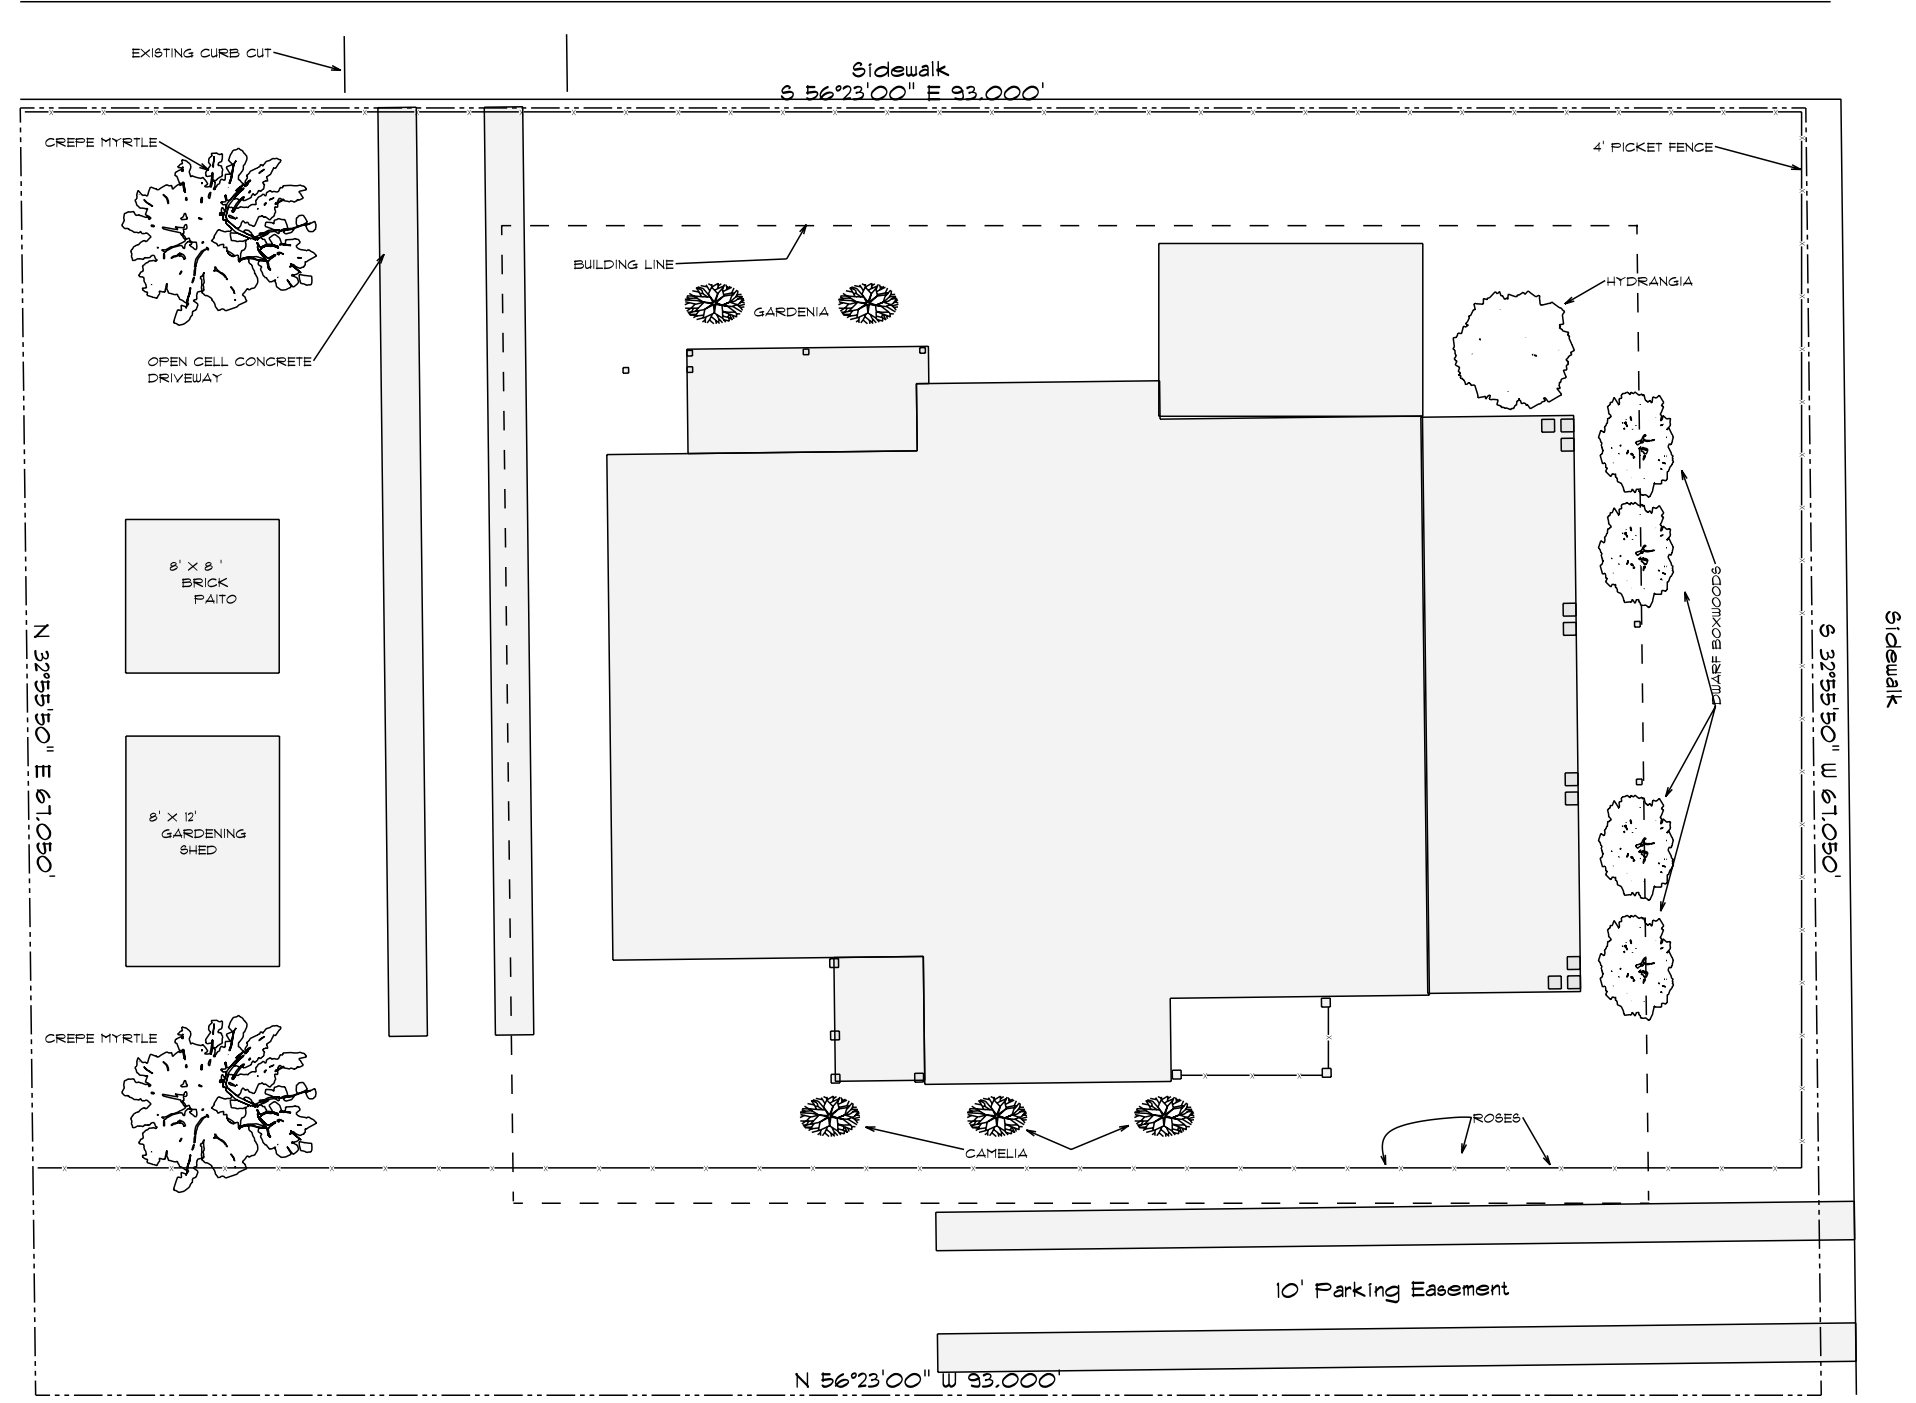 EXISTING CURB CUT
Sidewalk
S 56°23'00" E 93.000'
CREPE MYRTLE
4' PICKET FENCE
BUILDING LINE
HYDRANGIA
GARDENIA
OPEN CELL CONCRETE
DRIVEWAY
8' X 8 '
BRICK
PAITO
DWARF BOXWOODS
Sidewalk
N 32°55'50" E 67.050'
S 32°55'50" W 67.050'
8' X 12'
GARDENING
SHED
CREPE MYRTLE
ROSES
CAMELIA
10' Parking Easement
N 56°23'00" W 93.000'